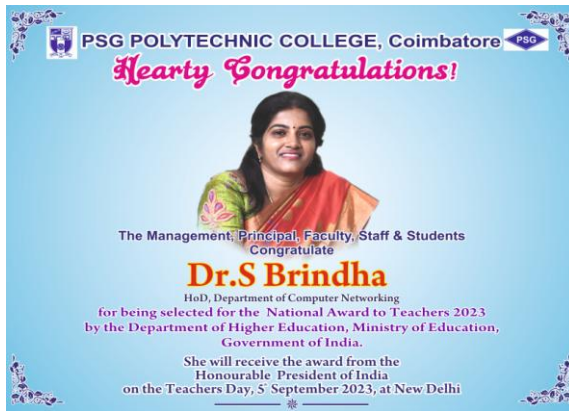 PSG POLYTECHNIC COLLEGE, Coimbatore PSG
Hearty Congratulations!
The Management, Principal, Faculty, Staff & Students
Congratulate
Dr.S Brindha
HoD, Department of Computer Networking
for being selected for the National Award to Teachers 2023
by the Department of Higher Education, Ministry of Education,
Government of India.
She will receive the award from the
Honourable President of India
on the Teachers Day, 5 September 2023, at New Delhi